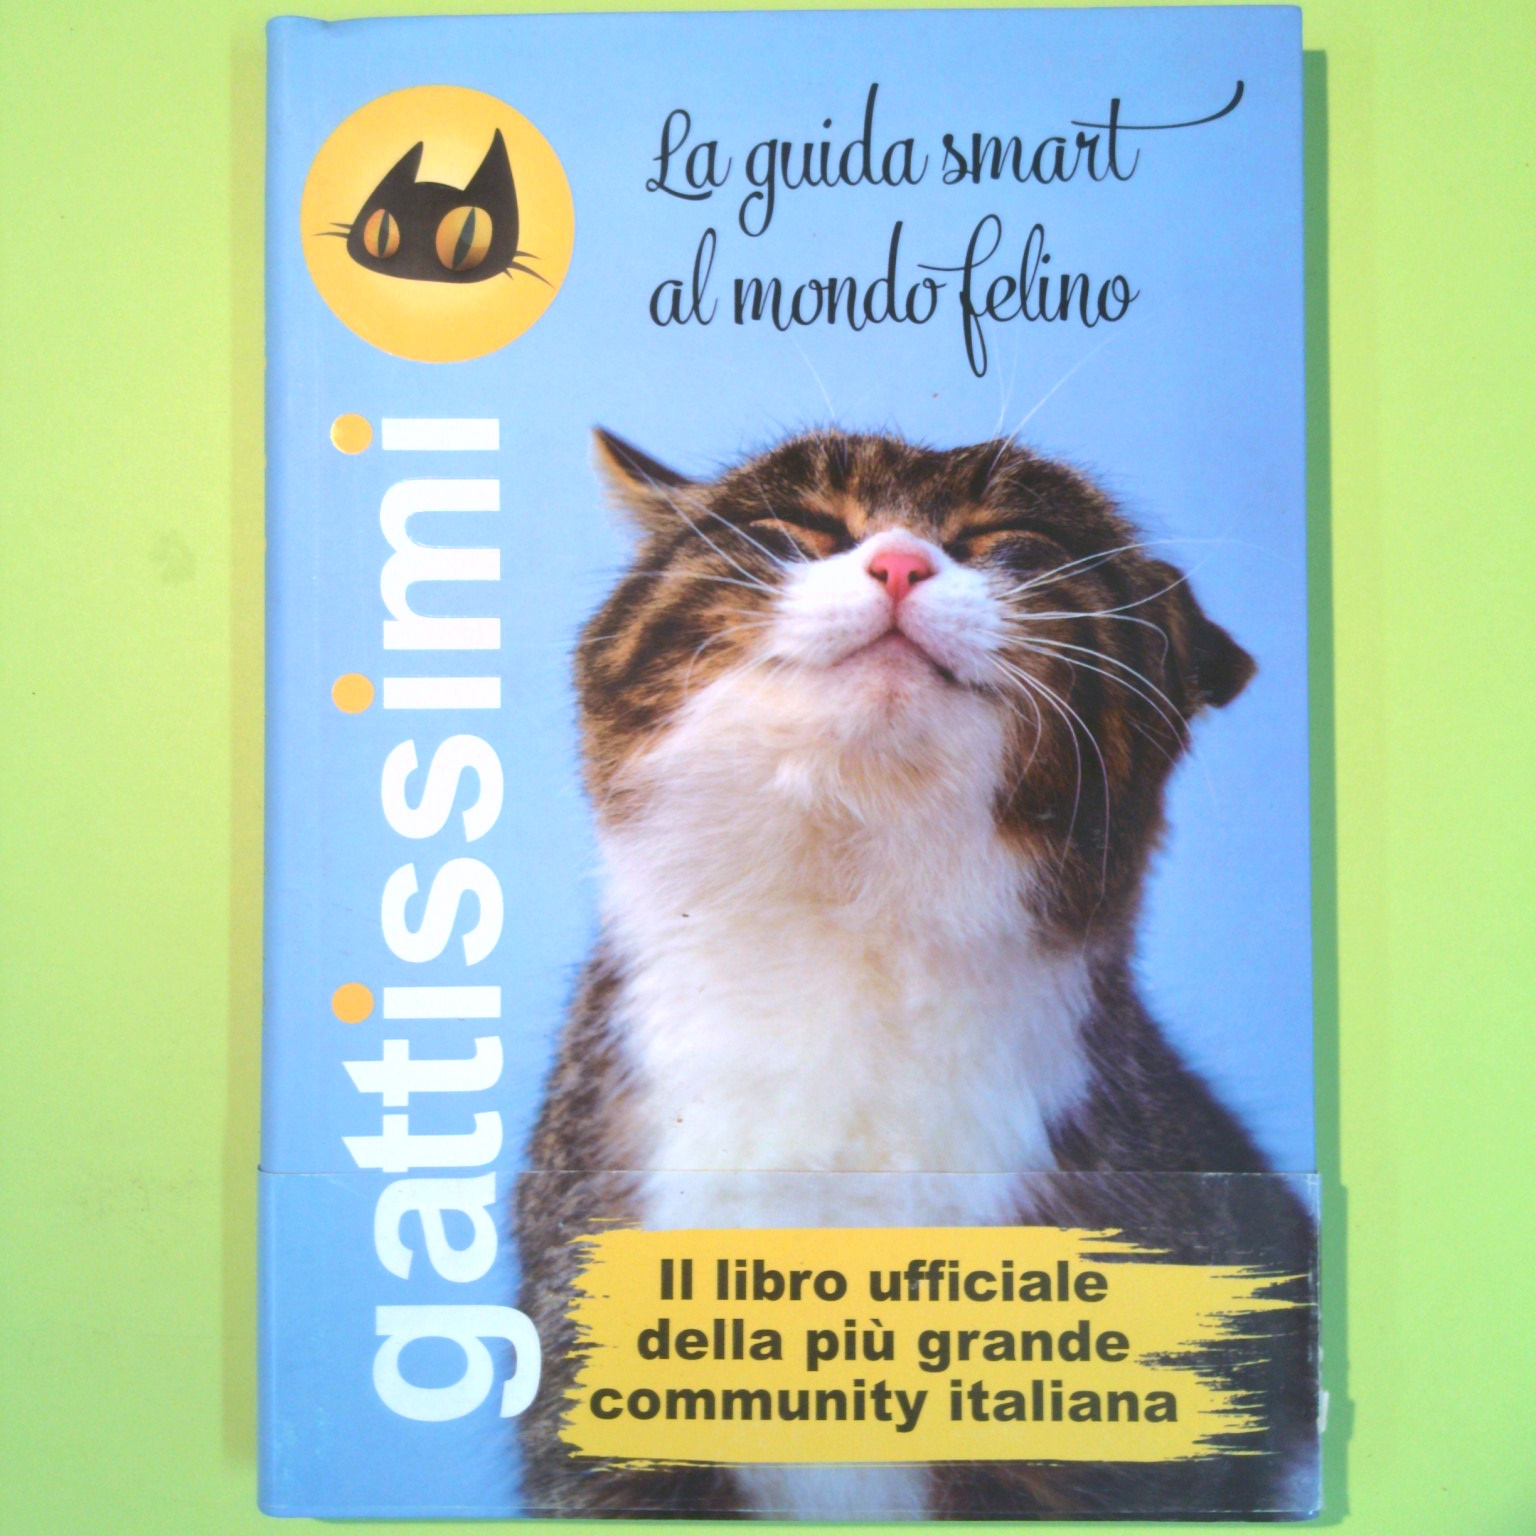 La guida smart
al mondo felino
gattissimi
Il libro ufficiale
della più grande
community italiana